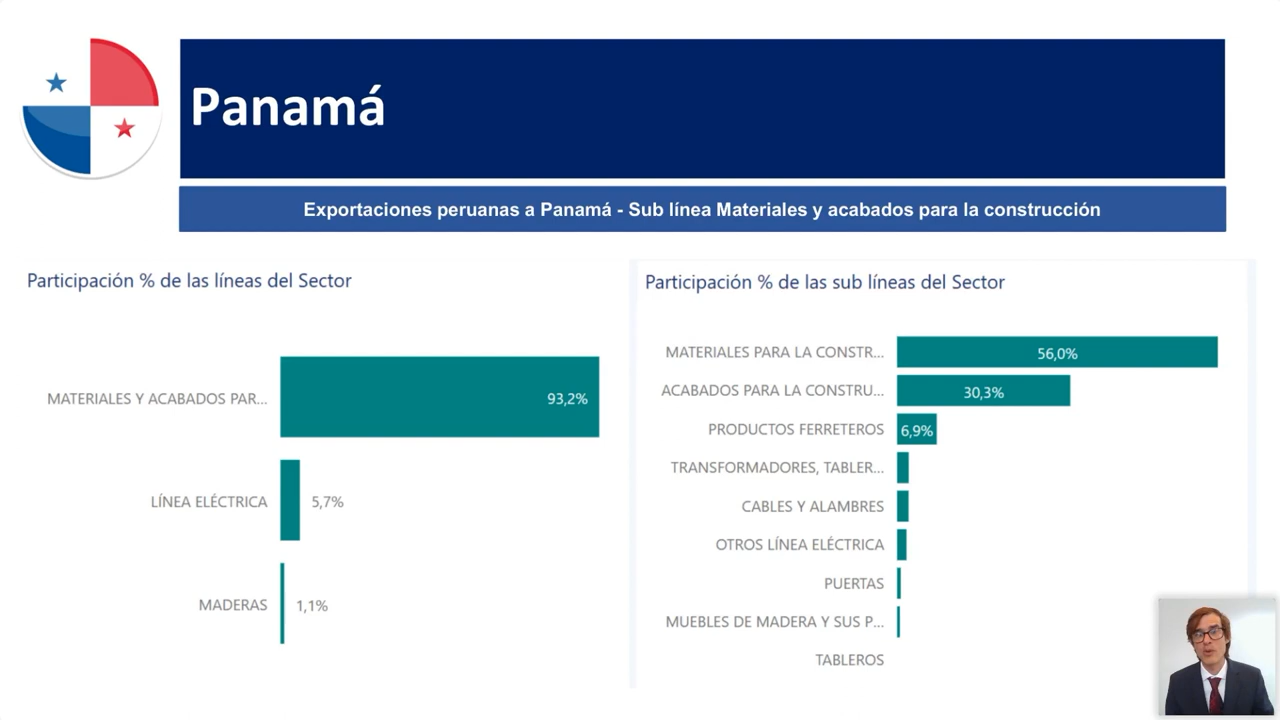 Panamá
Exportaciones peruanas a Panamá - Sub línea Materiales y acabados para la construcción
Participación % de las líneas del Sector
MATERIALES Y ACABADOS PAR...
93,2%
LÍNEA ELÉCTRICA
5,7%
MADERAS
1,1%
Participación % de las sub líneas del Sector
MATERIALES PARA LA CONSTR...
56,0%
ACABADOS PARA LA CONSTRU...
30,3%
PRODUCTOS FERRETEROS
6,9%
TRANSFORMADORES, TABLER...
CABLES Y ALAMBRES
OTROS LÍNEA ELÉCTRICA
PUERTAS
MUEBLES DE MADERA Y SUS P...
TABLEROS